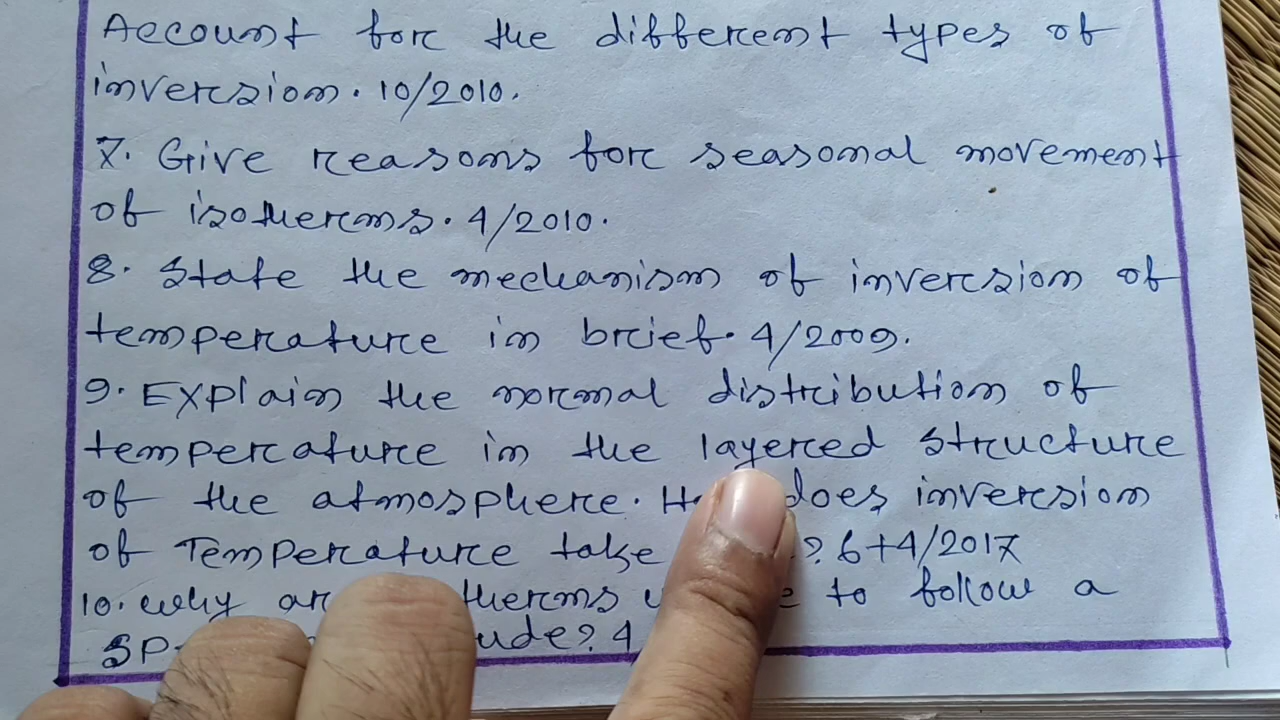 Account for the different types of
inversion. 10/2010.
7. Give reasons for seasonal movement
of isotherms. 4/2010.
8. State the mechanism of inversion of
temperature in brief. 4/2009.
9. Explain the normal distribution of
temperature in the layered structure
of the atmosphere. does inversion
of Temperature take ? 6+4/2017
10. why to follow a
? 4